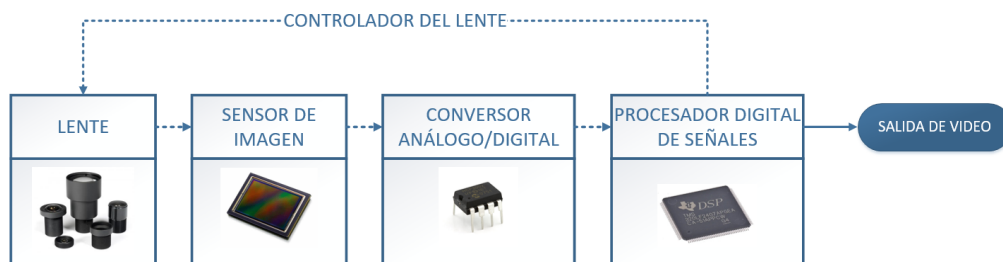 CONTROLADOR DEL LENTE
LENTE
SENSOR DE
IMAGEN
CONVERSOR
ANÁLOGO/DIGITAL
PROCESADOR DIGITAL
DE SEÑALES
SALIDA DE VIDEO
DSP